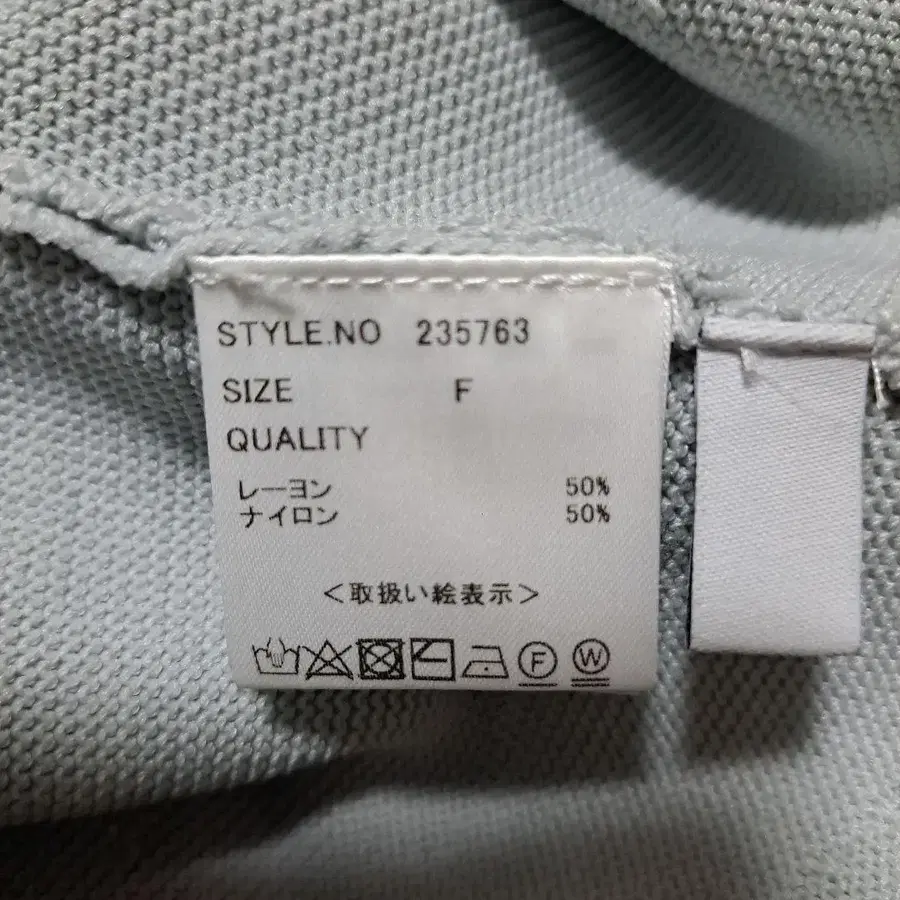 STYLE.NO 235763
SIZE F
QUALITY
レーヨン 50%
ナイロン 50%
<取扱い絵表示>
F W